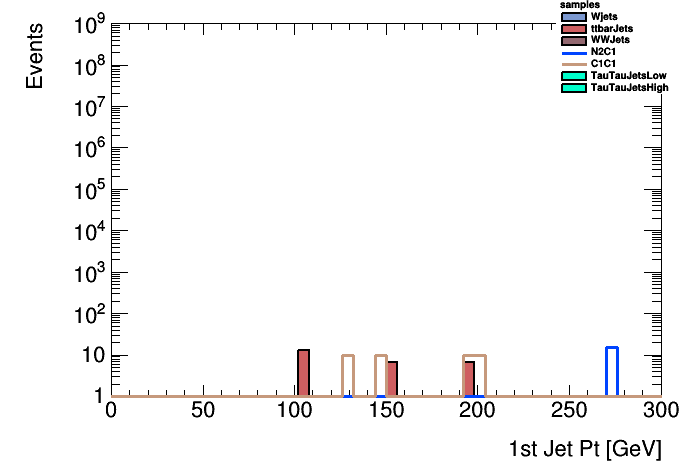 samples
Wjets
ttbarJets
WWJets
N2C1
C1C1
TauTauJetsLow
TauTauJetsHigh
Events
10^9
10^8
10^7
10^6
10^5
10^4
10^3
10^2
10
1
0 50 100 150 200 250 300
1st Jet Pt [GeV]